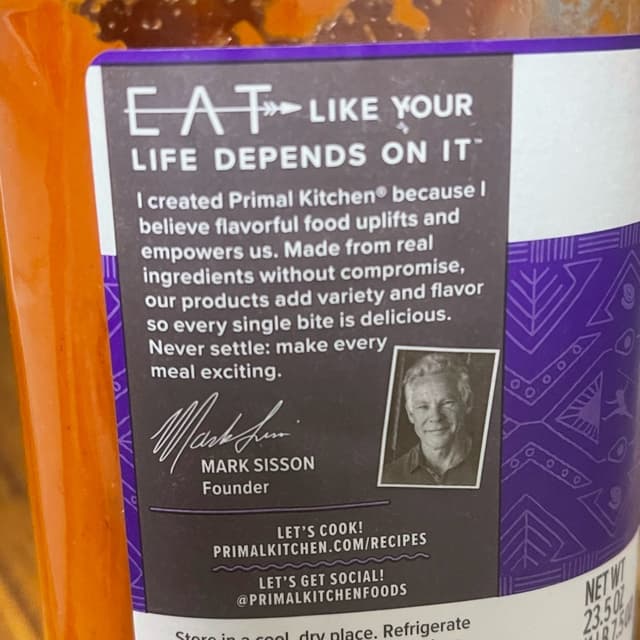 EAT LIKE YOUR
LIFE DEPENDS ON IT™
I created Primal Kitchen® because I
believe flavorful food uplifts and
empowers us. Made from real
ingredients without compromise,
our products add variety and flavor
so every single bite is delicious.
Never settle: make every
meal exciting.
Mark Sisson
MARK SISSON
Founder
LET'S COOK!
PRIMALKITCHEN.COM/RECIPES
LET'S GET SOCIAL!
@PRIMALKITCHENFOODS
Store in a cool, dry place. Refrigerate
NET WT
23.5 OZ